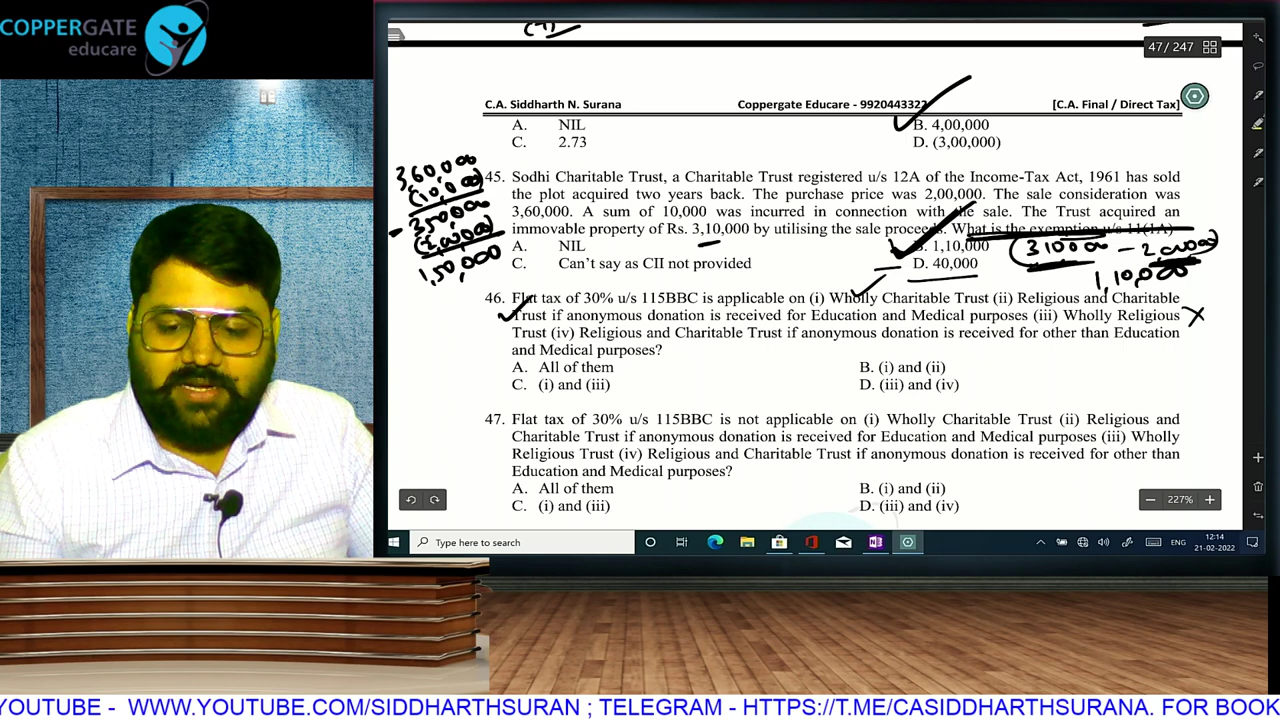 COPPERGATE
educare
47 / 247
C.A. Siddharth N. Surana Coppergate Educare - 9920443322 [C.A. Final / Direct Tax]
A. NIL B. 4,00,000
C. 2.73 D. (3,00,000)
45. Sodhi Charitable Trust, a Charitable Trust registered u/s 12A of the Income-Tax Act, 1961 has sold
the plot acquired two years back. The purchase price was 2,00,000. The sale consideration was
3,60,000. A sum of 10,000 was incurred in connection with the sale. The Trust acquired an
immovable property of Rs. 3,10,000 by utilising the sale proceeds. What is the exemption u/s 11(1A)
A. NIL B. 1,10,000
C. Can't say as CII not provided D. 40,000
360,000
(10,000)
350,000
(2,00000)
1,50,000
(310000 - 200000)
1,10,000
46. Flat tax of 30% u/s 115BBC is applicable on (i) Wholly Charitable Trust (ii) Religious and Charitable
Trust if anonymous donation is received for Education and Medical purposes (iii) Wholly Religious
Trust (iv) Religious and Charitable Trust if anonymous donation is received for other than Education
and Medical purposes?
A. All of them B. (i) and (ii)
C. (i) and (iii) D. (iii) and (iv)
47. Flat tax of 30% u/s 115BBC is not applicable on (i) Wholly Charitable Trust (ii) Religious and
Charitable Trust if anonymous donation is received for Education and Medical purposes (iii) Wholly
Religious Trust (iv) Religious and Charitable Trust if anonymous donation is received for other than
Education and Medical purposes?
A. All of them B. (i) and (ii)
C. (i) and (iii) D. (iii) and (iv)
227%
Type here to search
ENG
12:14
21-02-2022
YOUTUBE - WWW.YOUTUBE.COM/SIDDHARTHSURAN ; TELEGRAM - HTTPS://T.ME/CASIDDHARTHSURANA. FOR BOOK